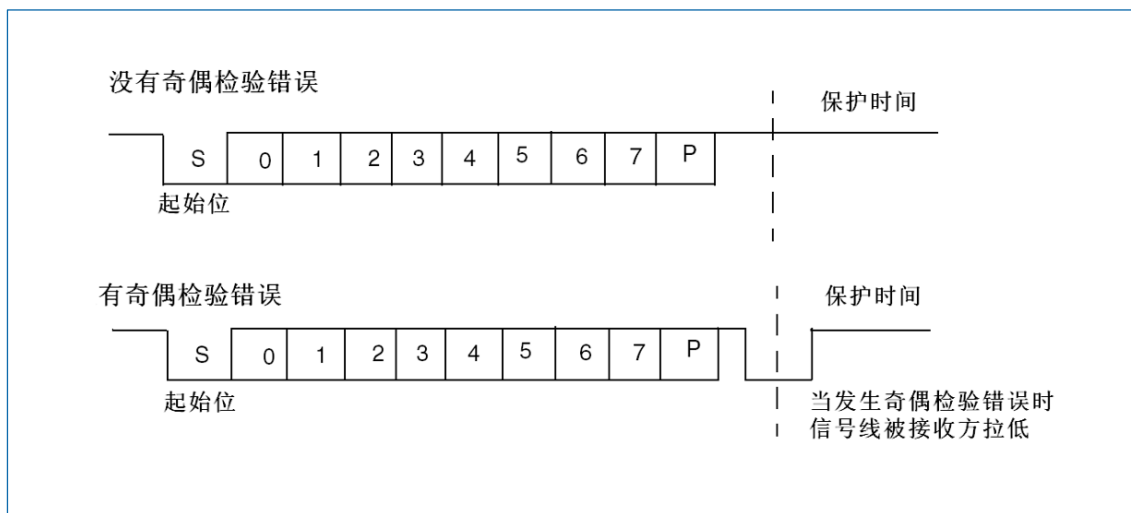 没有奇偶检验错误
保护时间
S 0 1 2 3 4 5 6 7 P
起始位
有奇偶检验错误
保护时间
S 0 1 2 3 4 5 6 7 P
起始位
当发生奇偶检验错误时
信号线被接收方拉低